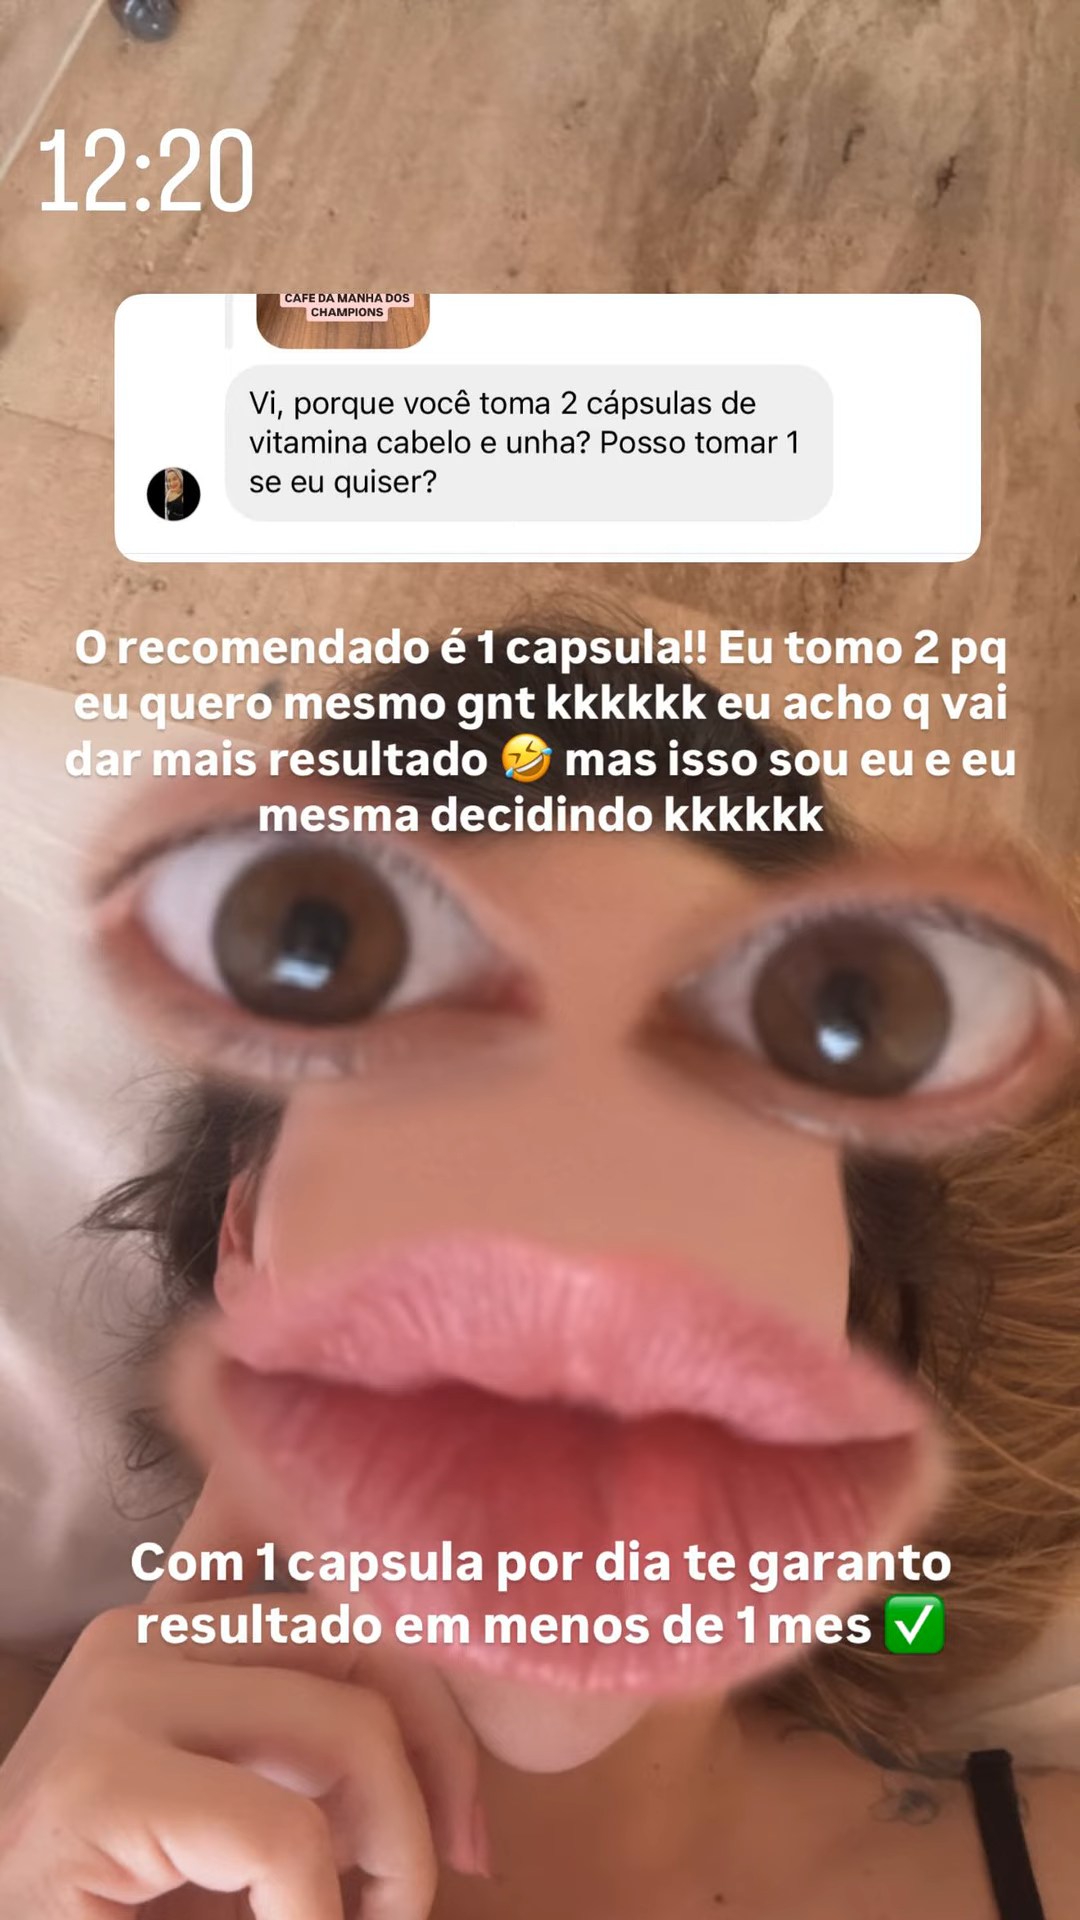 12:20
CAFE DA MANHA DOS
CHAMPIONS
Vi, porque você toma 2 cápsulas de
vitamina cabelo e unha? Posso tomar 1
se eu quiser?
O recomendado é 1 capsula!! Eu tomo 2 pq
eu quero mesmo gnt kkkkkk eu acho q vai
dar mais resultado 🤣 mas isso sou eu e eu
mesma decidindo kkkkkk
Com 1 capsula por dia te garanto
resultado em menos de 1 mes ✅